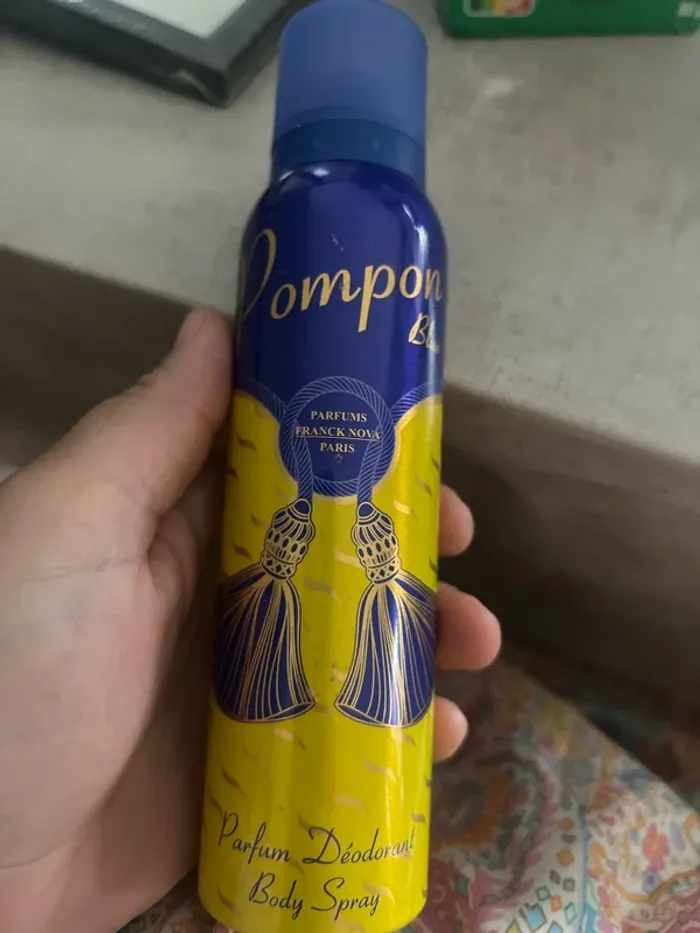 Pompon
PARFUMS
FRANCK NOVA
PARIS
Parfum Déodorant
Body Spray